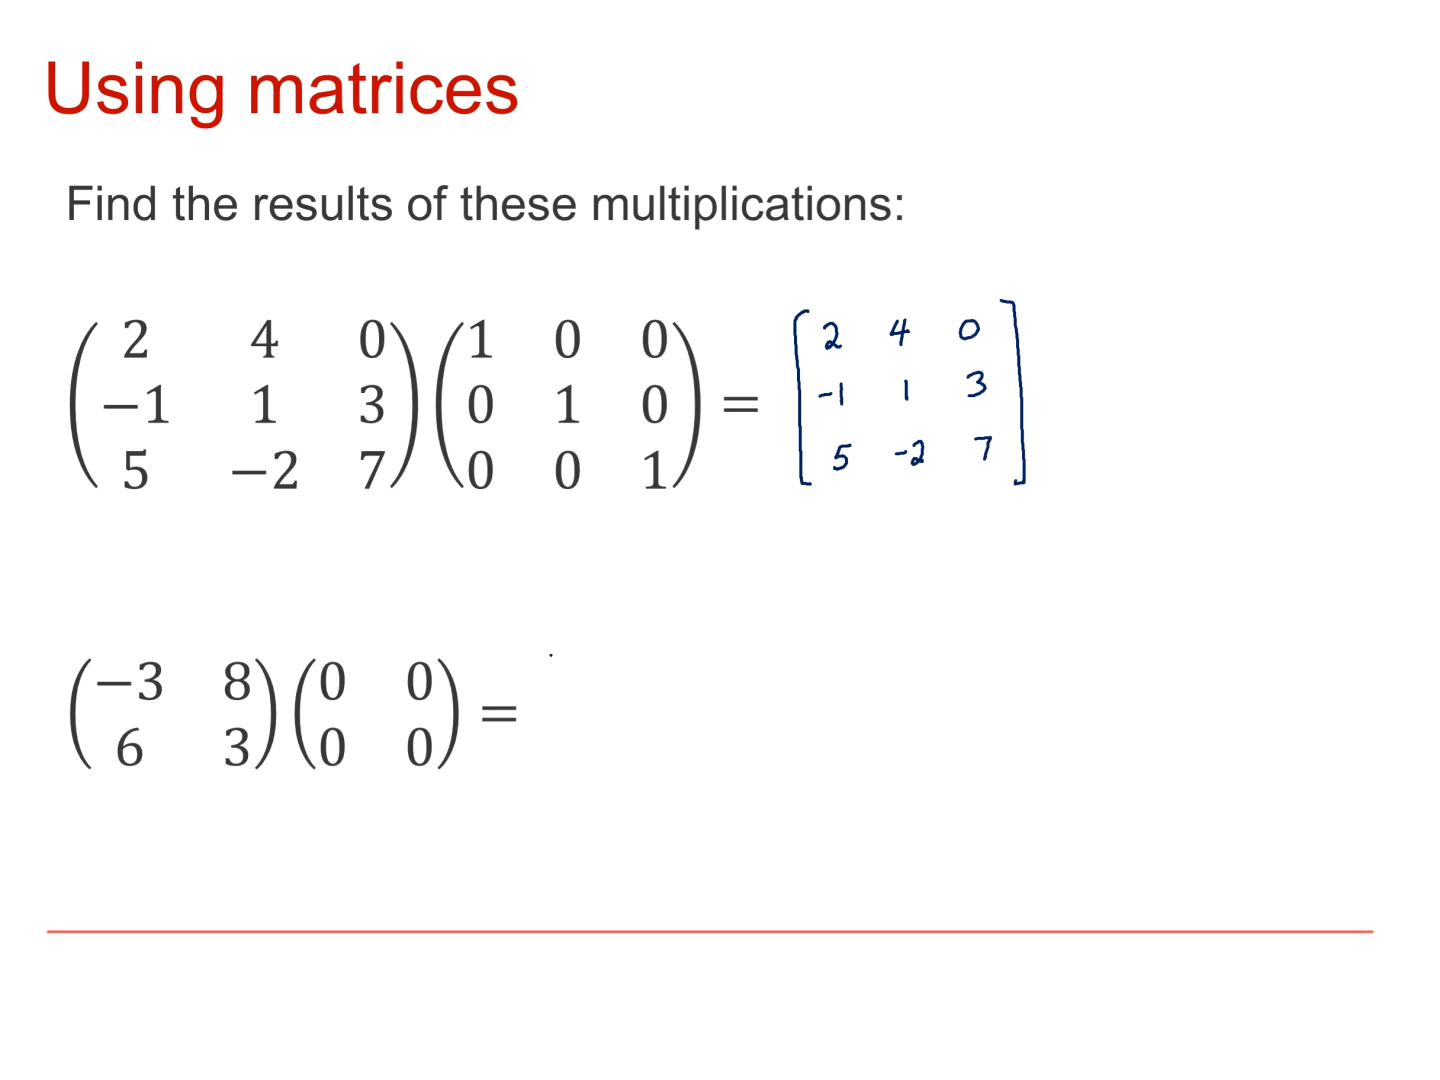 Using matrices
Find the results of these multiplications:
(2 4 0) (1 0 0) = [2 4 0]
(−1 1 3) (0 1 0) [-1 1 3]
(5 −2 7) (0 0 1) [5 -2 7]
(−3 8) (0 0) =
(6 3) (0 0)